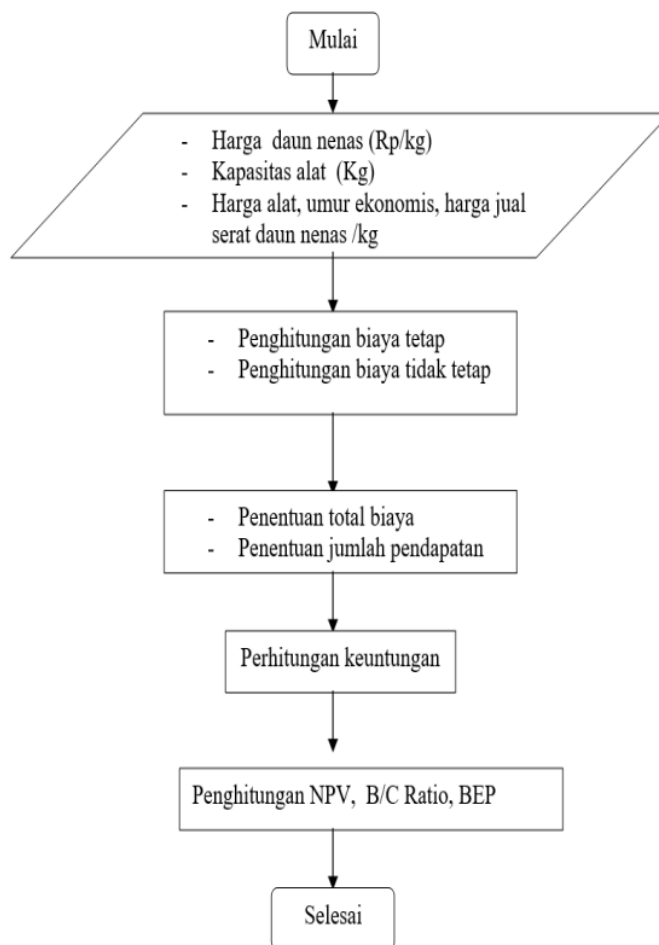 Mulai
- Harga daun nenas (Rp/kg)
- Kapasitas alat (Kg)
- Harga alat, umur ekonomis, harga jual
serat daun nenas /kg
- Penghitungan biaya tetap
- Penghitungan biaya tidak tetap
- Penentuan total biaya
- Penentuan jumlah pendapatan
Perhitungan keuntungan
Penghitungan NPV, B/C Ratio, BEP
Selesai